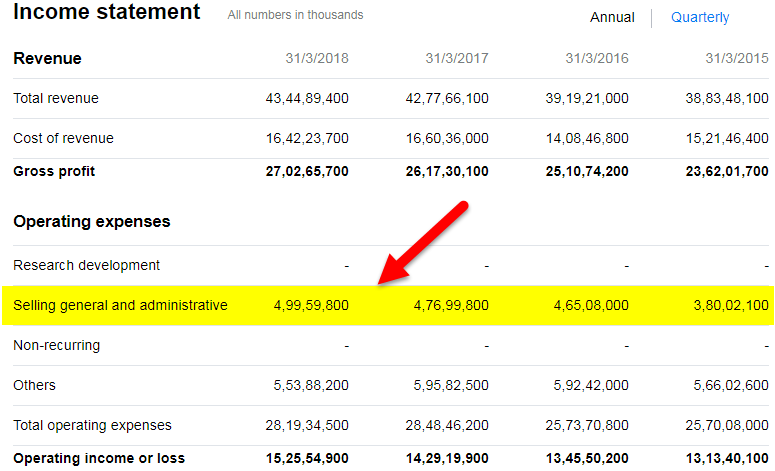 Income statement All numbers in thousands Annual Quarterly
Revenue 31/3/2018 31/3/2017 31/3/2016 31/3/2015
Total revenue 43,44,89,400 42,77,66,100 39,19,21,000 38,83,48,100
Cost of revenue 16,42,23,700 16,60,36,000 14,08,46,800 15,21,46,400
Gross profit 27,02,65,700 26,17,30,100 25,10,74,200 23,62,01,700
Operating expenses
Research development - - - -
Selling general and administrative 4,99,59,800 4,76,99,800 4,65,08,000 3,80,02,100
Non-recurring - - - -
Others 5,53,88,200 5,95,82,500 5,92,42,000 5,66,02,600
Total operating expenses 28,19,34,500 28,48,46,200 25,73,70,800 25,70,08,000
Operating income or loss 15,25,54,900 14,29,19,900 13,45,50,200 13,13,40,100